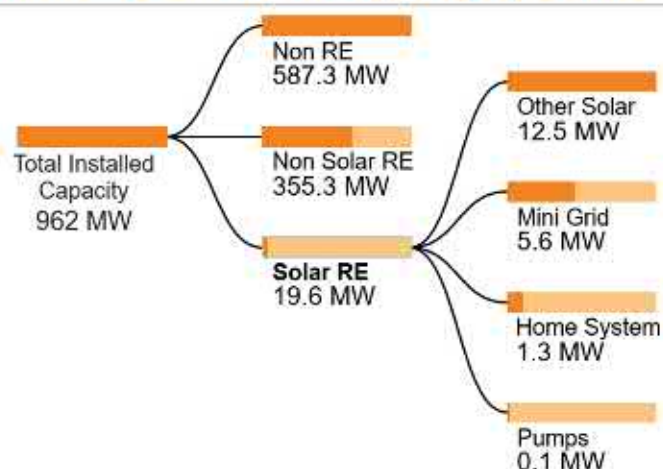 Total Installed
Capacity
962 MW
Non RE
587.3 MW
Non Solar RE
355.3 MW
Solar RE
19.6 MW
Other Solar
12.5 MW
Mini Grid
5.6 MW
Home System
1.3 MW
Pumps
0.1 MW